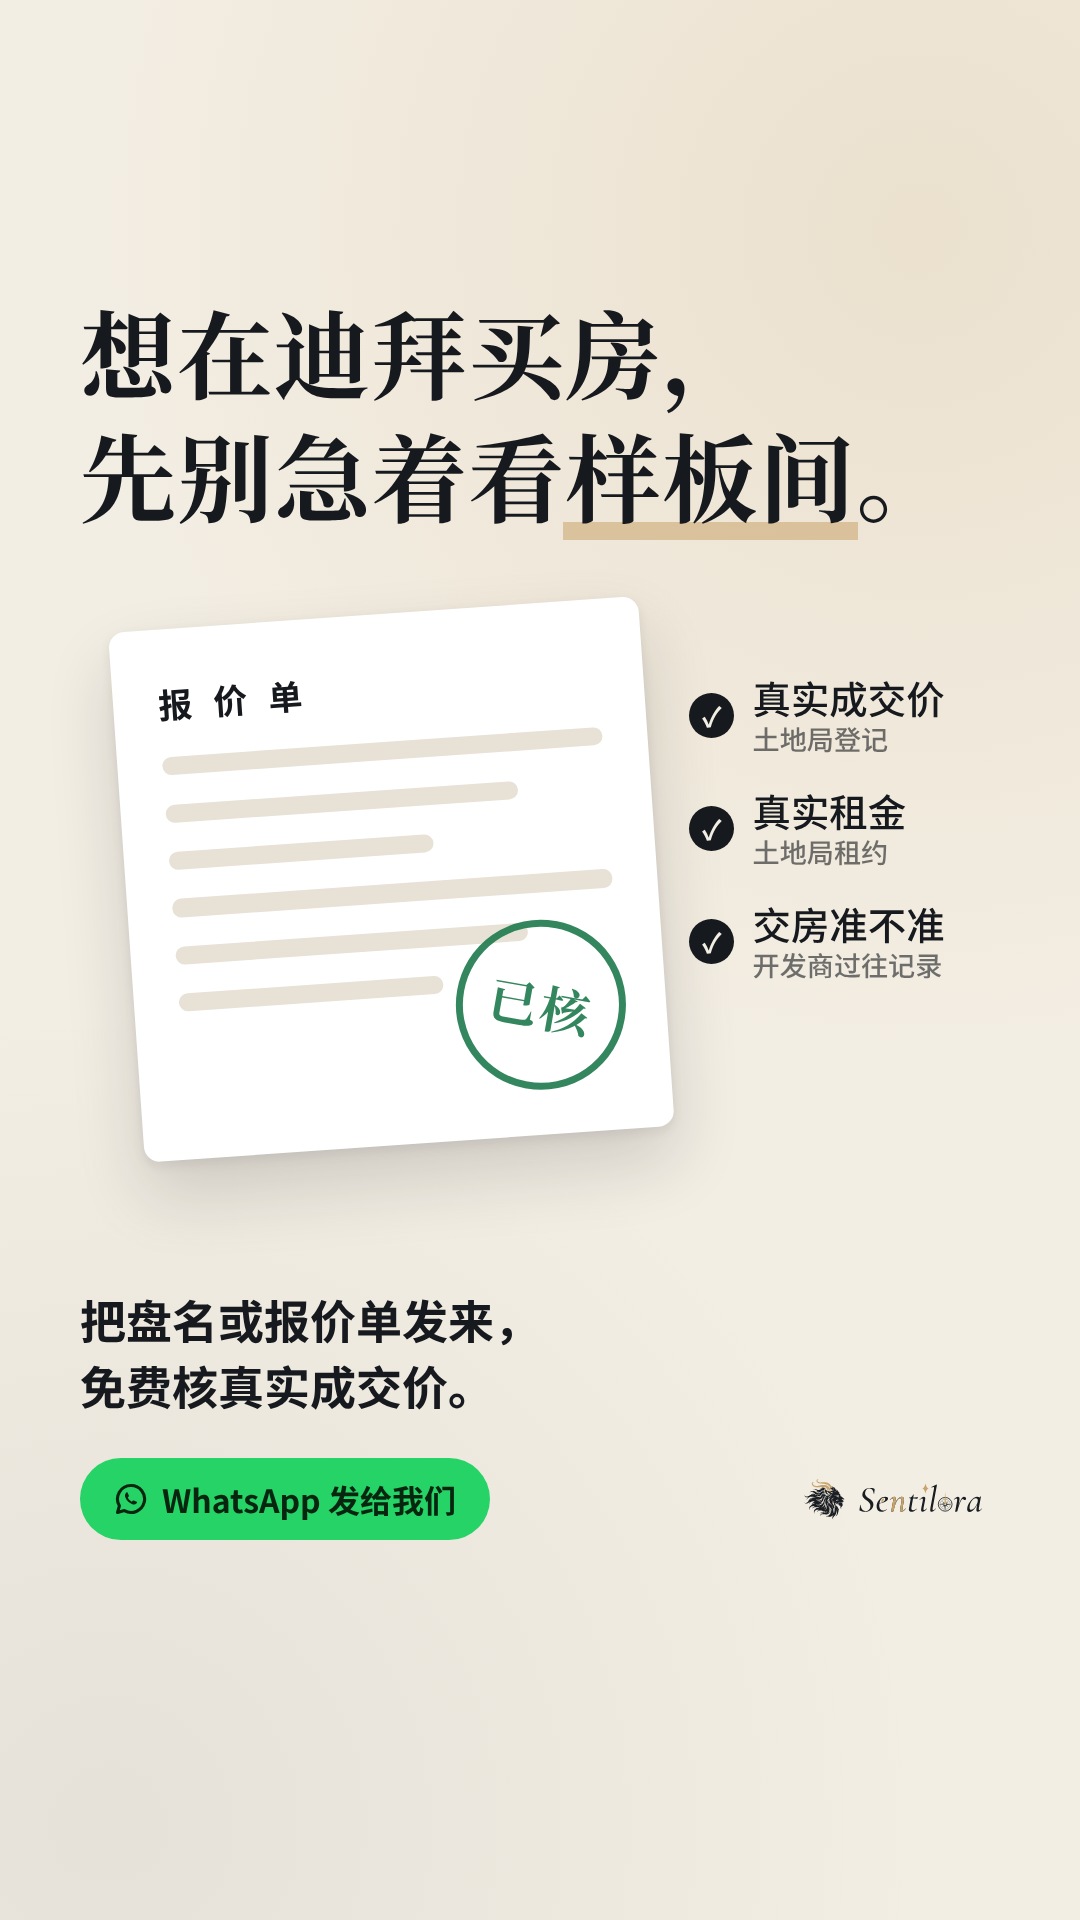 想在迪拜买房，
先别急着看样板间。
报价单
已核
真实成交价
土地局登记
真实租金
土地局租约
交房准不准
开发商过往记录
把盘名或报价单发来，
免费核真实成交价。
WhatsApp 发给我们
Sentilora